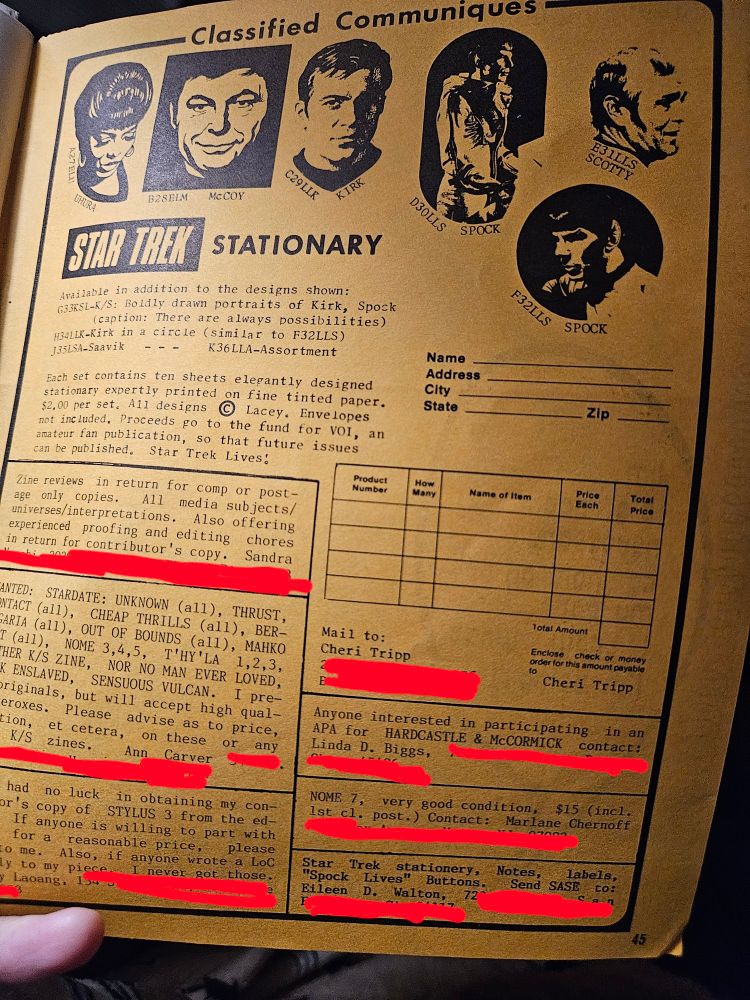 Classified Communiques
UHURA
B28ELM McCOY
C29LLK KIRK
D30LLS SPOCK
E31LLS
SCOTTY
F32LLS SPOCK
STAR TREK STATIONARY
Available in addition to the designs shown:
G33KSL-K/S: Boldly drawn portraits of Kirk, Spock
(caption: There are always possibilities)
H34LLK-Kirk in a circle (similar to F32LLS)
J35LSA-Saavik - - - K36LLA-Assortment
Each set contains ten sheets elegantly designed
stationary expertly printed on fine tinted paper.
$2.00 per set. All designs © Lacey. Envelopes
not included. Proceeds go to the fund for VOI, an
amateur fan publication, so that future issues
can be published. Star Trek Lives!
Name
Address
City
State Zip
Product Number How Many Name of Item Price Each Total Price
Total Amount
Mail to:
Cheri Tripp
Enclose check or money
order for this amount payable
to
Cheri Tripp
Zine reviews in return for comp or post-
age only copies. All media subjects/
universes/interpretations. Also offering
experienced proofing and editing chores
in return for contributor's copy. Sandra
ANTED: STARDATE: UNKNOWN (all), THRUST,
NTACT (all), CHEAP THRILLS (all), BER-
GARIA (all), OUT OF BOUNDS (all), MAHKO
T (all), NOME 3,4,5, T'HY'LA 1,2,3,
THER K/S ZINE, NOR NO MAN EVER LOVED,
K ENSLAVED, SENSUOUS VULCAN. I pre-
originals, but will accept high qual-
eroxes. Please advise as to price,
tion, et cetera, on these or any
K/S zines. Ann Carver
had no luck in obtaining my con-
or's copy of STYLUS 3 from the ed-
If anyone is willing to part with
for a reasonable price, please
to me. Also, if anyone wrote a LoC
ly to my piece, I never got those.
y Laoang,
Anyone interested in participating in an
APA for HARDCASTLE & McCORMICK contact:
Linda D. Biggs,
NOME 7, very good condition, $15 (incl.
1st cl. post.) Contact: Marlane Chernoff
Star Trek stationery, Notes, labels,
"Spock Lives" Buttons. Send SASE to:
Eileen D. Walton, 72
San
45